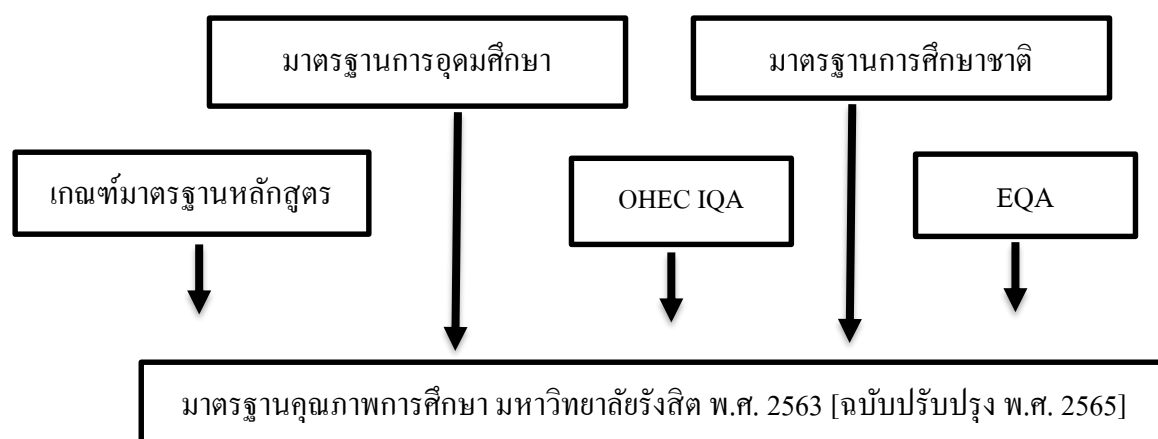 มาตรฐานการอุดมศึกษา
มาตรฐานการศึกษาชาติ
เกณฑ์มาตรฐานหลักสูตร
OHEC IQA
EQA
มาตรฐานคุณภาพการศึกษา มหาวิทยาลัยรังสิต พ.ศ. 2563 [ฉบับปรับปรุง พ.ศ. 2565]